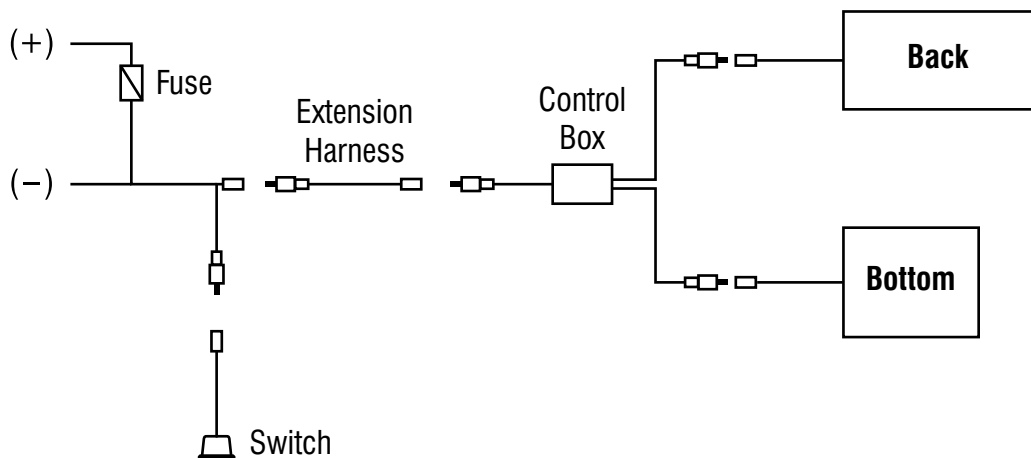 (+)
Fuse
(−)
Extension
Harness
Control
Box
Back
Bottom
Switch